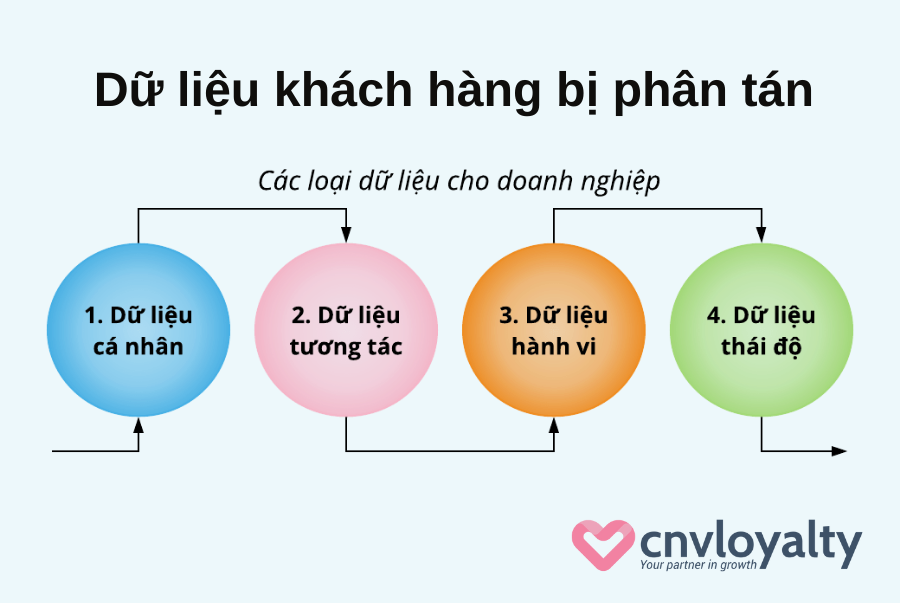 Dữ liệu khách hàng bị phân tán
Các loại dữ liệu cho doanh nghiệp
1. Dữ liệu
cá nhân
2. Dữ liệu
tương tác
3. Dữ liệu
hành vi
4. Dữ liệu
thái độ
cnvloyalty
Your partner in growth